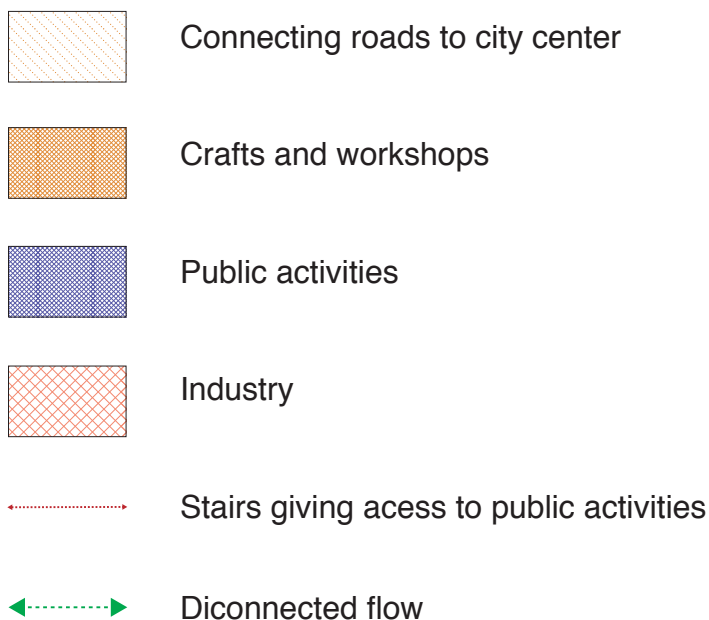 Connecting roads to city center
Crafts and workshops
Public activities
Industry
Stairs giving acess to public activities
Diconnected flow